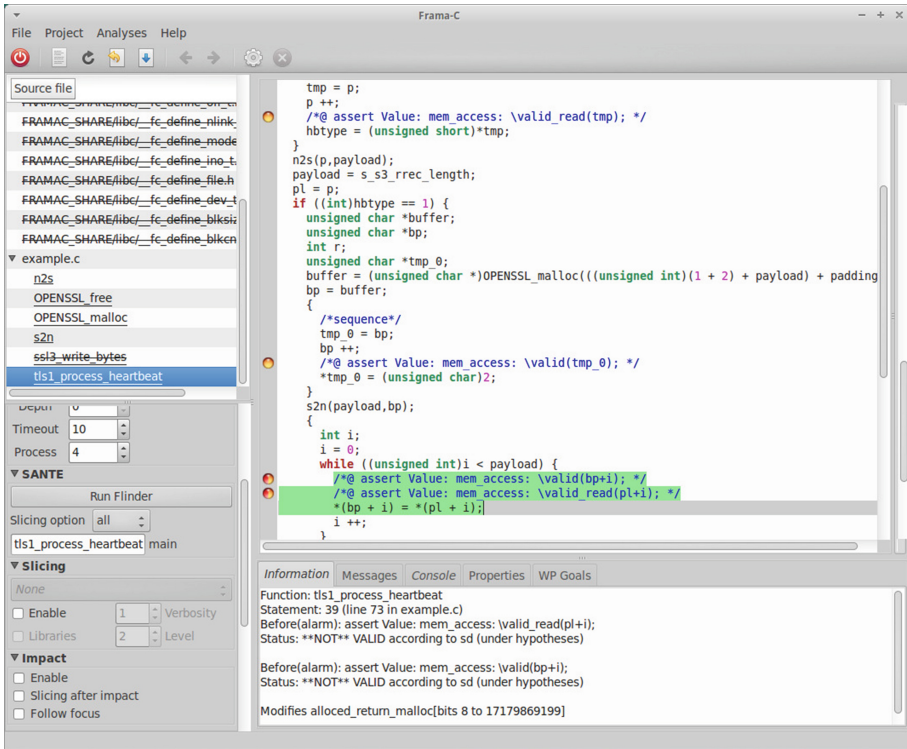 Frama-C
File Project Analyses Help
Source file
FRAMAC_SHARE/libc/__fc_define_nlink_
FRAMAC_SHARE/libc/__fc_define_mode
FRAMAC_SHARE/libc/__fc_define_ino_t.
FRAMAC_SHARE/libc/__fc_define_file.h
FRAMAC_SHARE/libc/__fc_define_dev_t
FRAMAC_SHARE/libc/__fc_define_blksiz
FRAMAC_SHARE/libc/__fc_define_blkcn
example.c
n2s
OPENSSL_free
OPENSSL_malloc
s2n
ssl3_write_bytes
tls1_process_heartbeat
Depth 0
Timeout 10
Process 4
SANTE
Run Flinder
Slicing option all
tls1_process_heartbeat main
Slicing
None
Enable 1 Verbosity
Libraries 2 Level
Impact
Enable
Slicing after impact
Follow focus
tmp = p;
p ++;
/*@ assert Value: mem_access: \valid_read(tmp); */
hbtype = (unsigned short)*tmp;
}
n2s(p,payload);
payload = s_s3_rrec_length;
pl = p;
if ((int)hbtype == 1) {
unsigned char *buffer;
unsigned char *bp;
int r;
unsigned char *tmp_0;
buffer = (unsigned char *)OPENSSL_malloc(((unsigned int)(1 + 2) + payload) + padding
bp = buffer;
{
/*sequence*/
tmp_0 = bp;
bp ++;
/*@ assert Value: mem_access: \valid(tmp_0); */
*tmp_0 = (unsigned char)2;
}
s2n(payload,bp);
{
int i;
i = 0;
while ((unsigned int)i < payload) {
/*@ assert Value: mem_access: \valid(bp+i); */
/*@ assert Value: mem_access: \valid_read(pl+i); */
*(bp + i) = *(pl + i);
i ++;
}
Information Messages Console Properties WP Goals
Function: tls1_process_heartbeat
Statement: 39 (line 73 in example.c)
Before(alarm): assert Value: mem_access: \valid_read(pl+i);
Status: **NOT** VALID according to sd (under hypotheses)
Before(alarm): assert Value: mem_access: \valid(bp+i);
Status: **NOT** VALID according to sd (under hypotheses)
Modifies alloced_return_malloc[bits 8 to 17179869199]